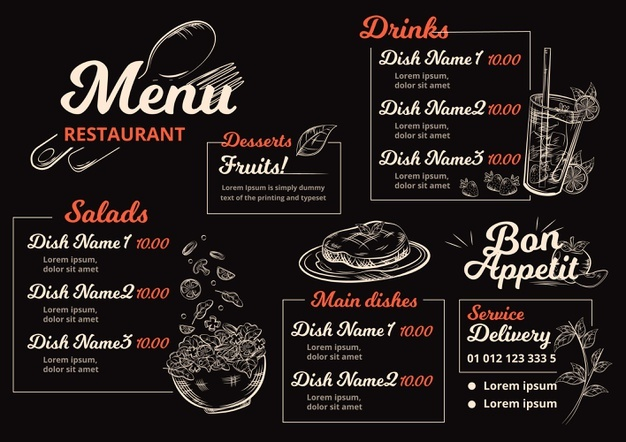 Menu
RESTAURANT
Desserts
Fruits!
Lorem Ipsum is simply dummy
text of the printing and typeset
Drinks
Dish Name1 10.00
Lorem ipsum,
dolor sit amet
Dish Name2 10.00
Lorem ipsum,
dolor sit amet
Dish Name3 10.00
Lorem ipsum,
dolor sit amet
Salads
Dish Name1 10.00
Lorem ipsum,
dolor sit amet
Dish Name2 10.00
Lorem ipsum,
dolor sit amet
Dish Name3 10.00
Lorem ipsum,
dolor sit amet
Main dishes
Dish Name1 10.00
Lorem ipsum,
dolor sit amet
Dish Name2 10.00
Lorem ipsum,
dolor sit amet
Bon
Appetit
Service
Delivery
01 012 123 333 5
Lorem ipsum
Lorem ipsum